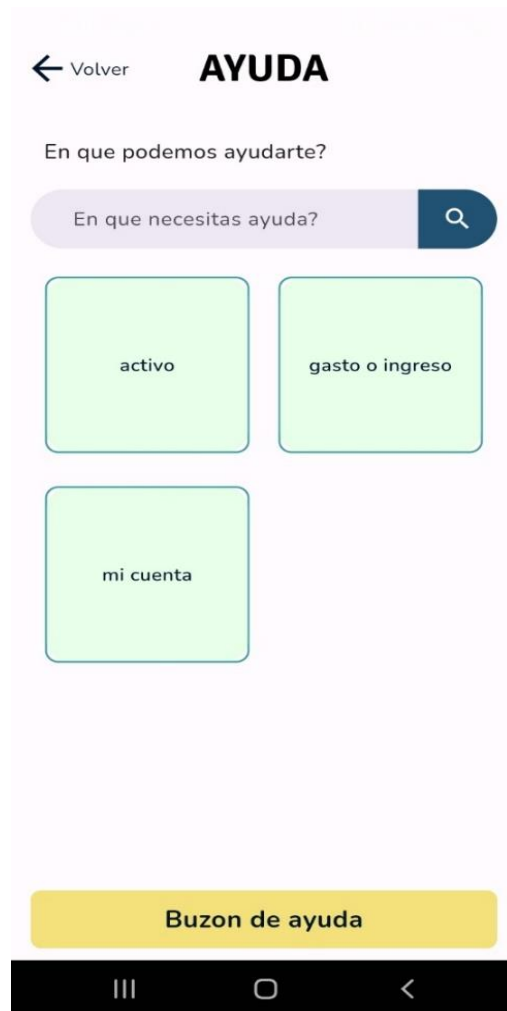 Volver
AYUDA
En que podemos ayudarte?
En que necesitas ayuda?
activo
gasto o ingreso
mi cuenta
Buzon de ayuda